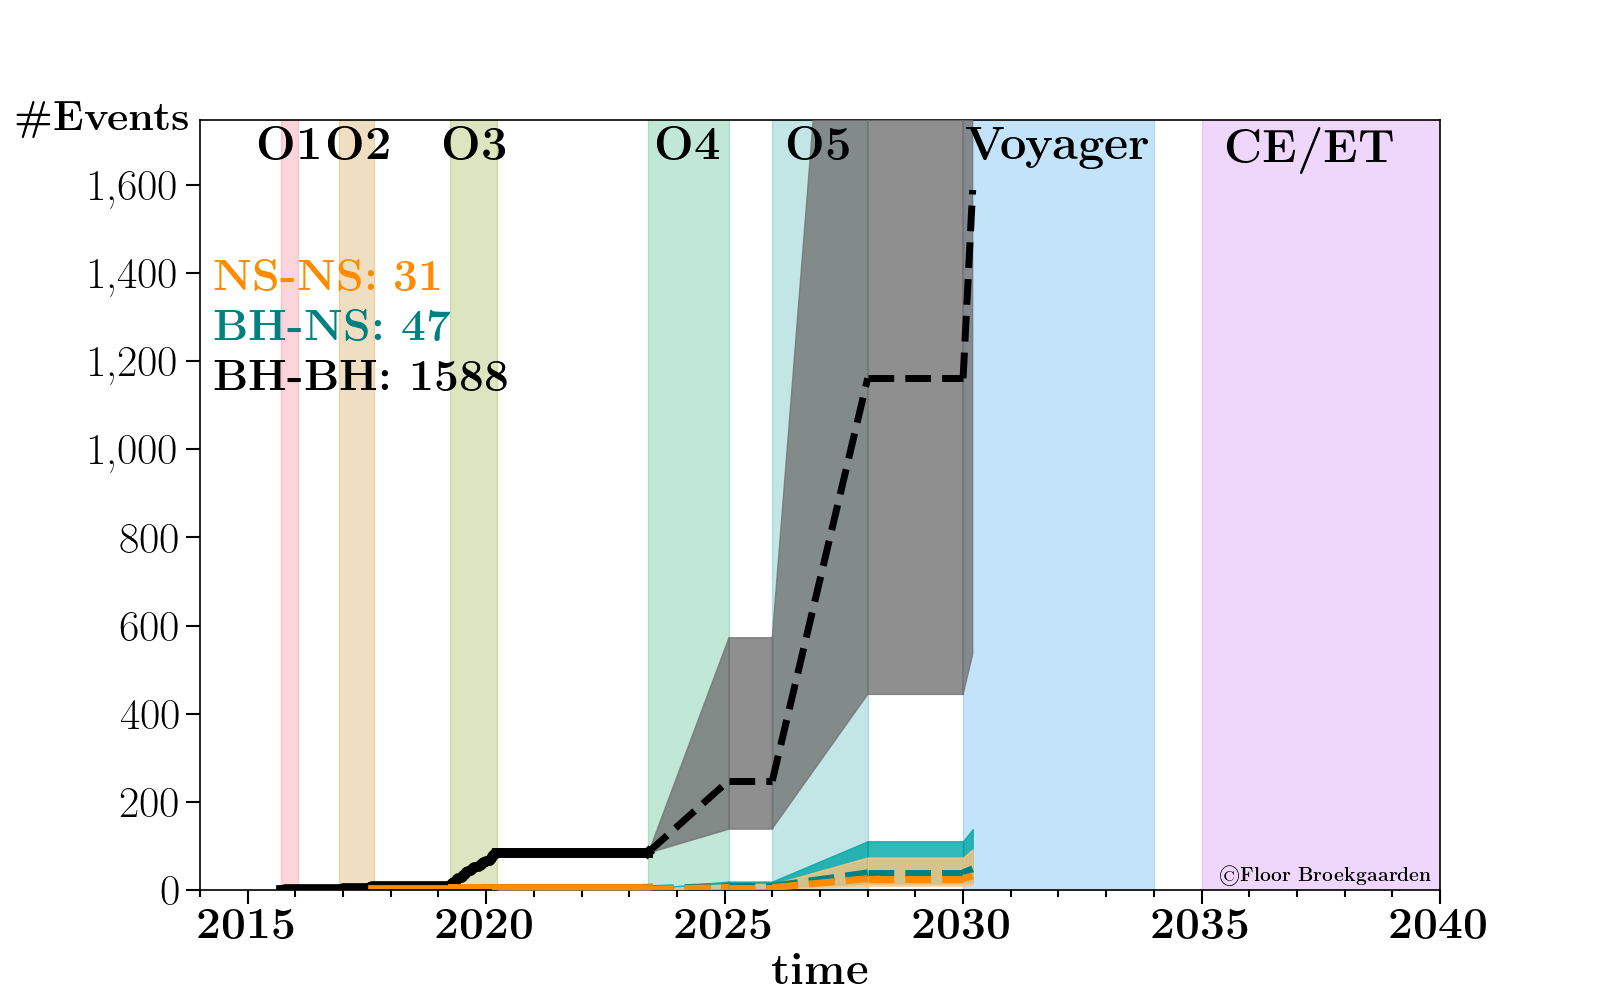 #Events
O1 O2 O3 O4 O5 Voyager CE/ET
1,600
1,400
NS-NS: 31
BH-NS: 47
1,200
BH-BH: 1588
1,000
800
600
400
200
©Floor Broekgaarden
0
2015 2020 2025 2030 2035 2040
time